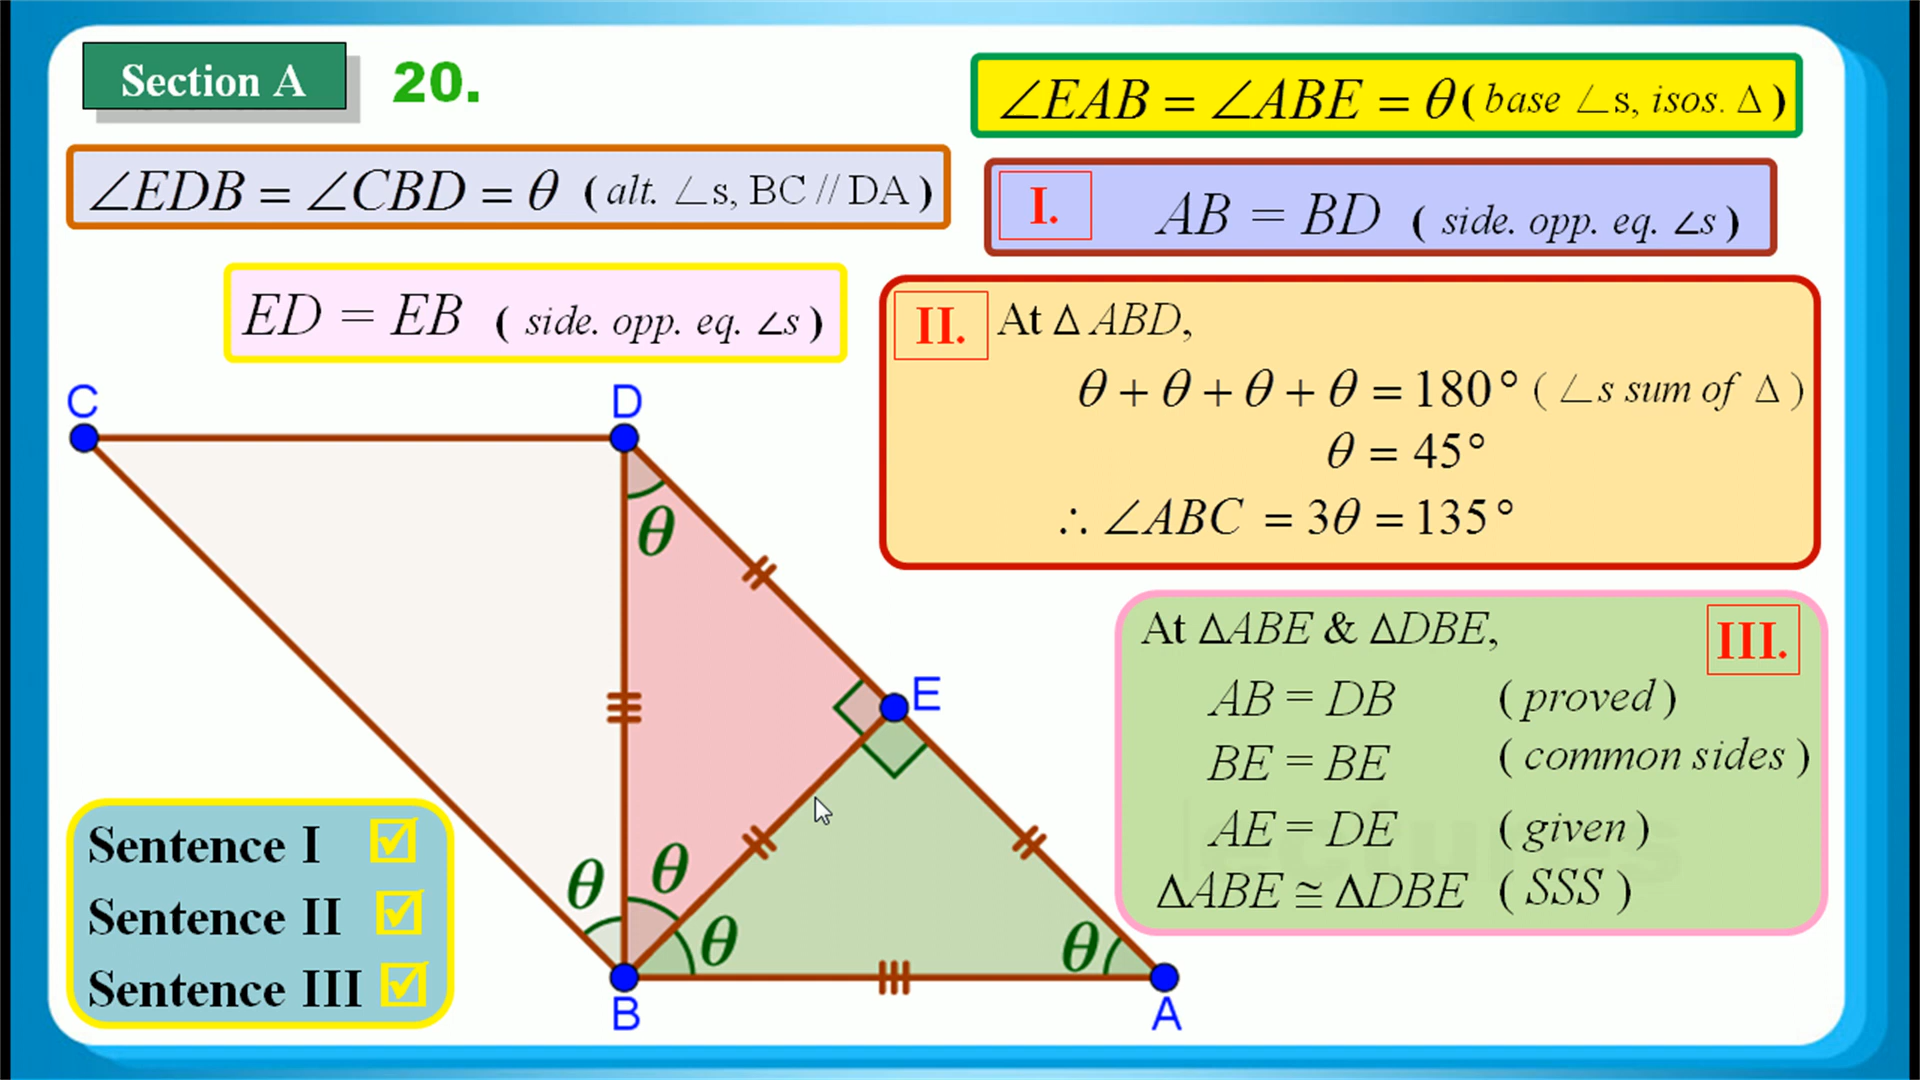 Section A 20.
∠EAB = ∠ABE = θ ( base ∠s, isos. Δ )
∠EDB = ∠CBD = θ ( alt. ∠s, BC // DA )
I. AB = BD ( side. opp. eq. ∠s )
ED = EB ( side. opp. eq. ∠s )
II. At Δ ABD,
θ + θ + θ + θ = 180° ( ∠s sum of Δ )
θ = 45°
∴ ∠ABC = 3θ = 135°
C
D
θ
E
At ΔABE & ΔDBE, III.
AB = DB ( proved )
BE = BE ( common sides )
AE = DE ( given )
ΔABE ≅ ΔDBE ( SSS )
Sentence I
Sentence II
Sentence III
θ
θ
θ
θ
B
A